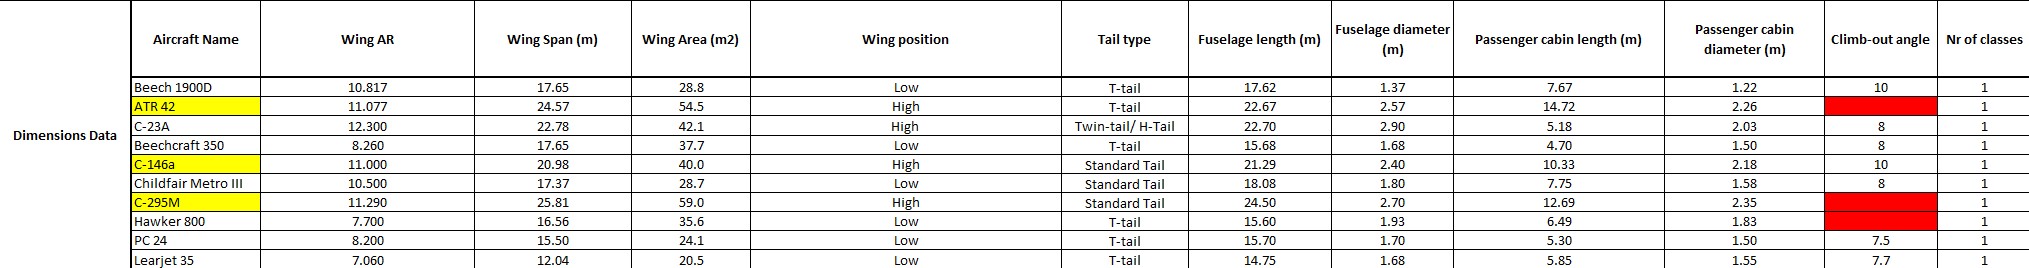 Dimensions Data
Aircraft Name Wing AR Wing Span (m) Wing Area (m2) Wing position Tail type Fuselage length (m) Fuselage diameter (m) Passenger cabin length (m) Passenger cabin diameter (m) Climb-out angle Nr of classes
Beech 1900D 10.817 17.65 28.8 Low T-tail 17.62 1.37 7.67 1.22 10 1
ATR 42 11.077 24.57 54.5 High T-tail 22.67 2.57 14.72 2.26 1
C-23A 12.300 22.78 42.1 High Twin-tail/ H-Tail 22.70 2.90 5.18 2.03 8 1
Beechcraft 350 8.260 17.65 37.7 Low T-tail 15.68 1.68 4.70 1.50 8 1
C-146a 11.000 20.98 40.0 High Standard Tail 21.29 2.40 10.33 2.18 10 1
Childfair Metro III 10.500 17.37 28.7 Low Standard Tail 18.08 1.80 7.75 1.58 8 1
C-295M 11.290 25.81 59.0 High Standard Tail 24.50 2.70 12.69 2.35 1
Hawker 800 7.700 16.56 35.6 Low T-tail 15.60 1.93 6.49 1.83 1
PC 24 8.200 15.50 24.1 Low T-tail 15.70 1.70 5.30 1.50 7.5 1
Learjet 35 7.060 12.04 20.5 Low T-tail 14.75 1.68 5.85 1.55 7.7 1